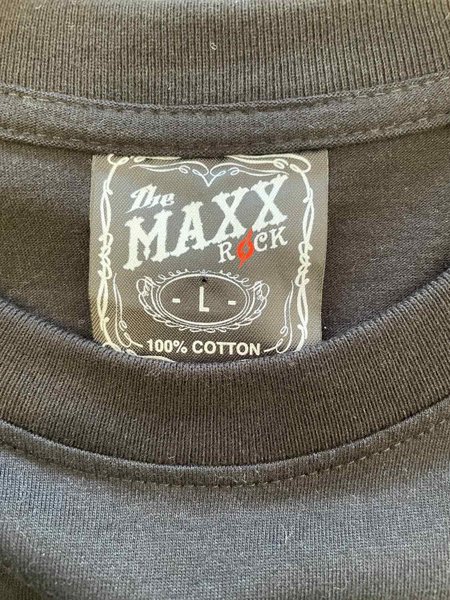 The
MAXX
ROCK
- L -
100% COTTON